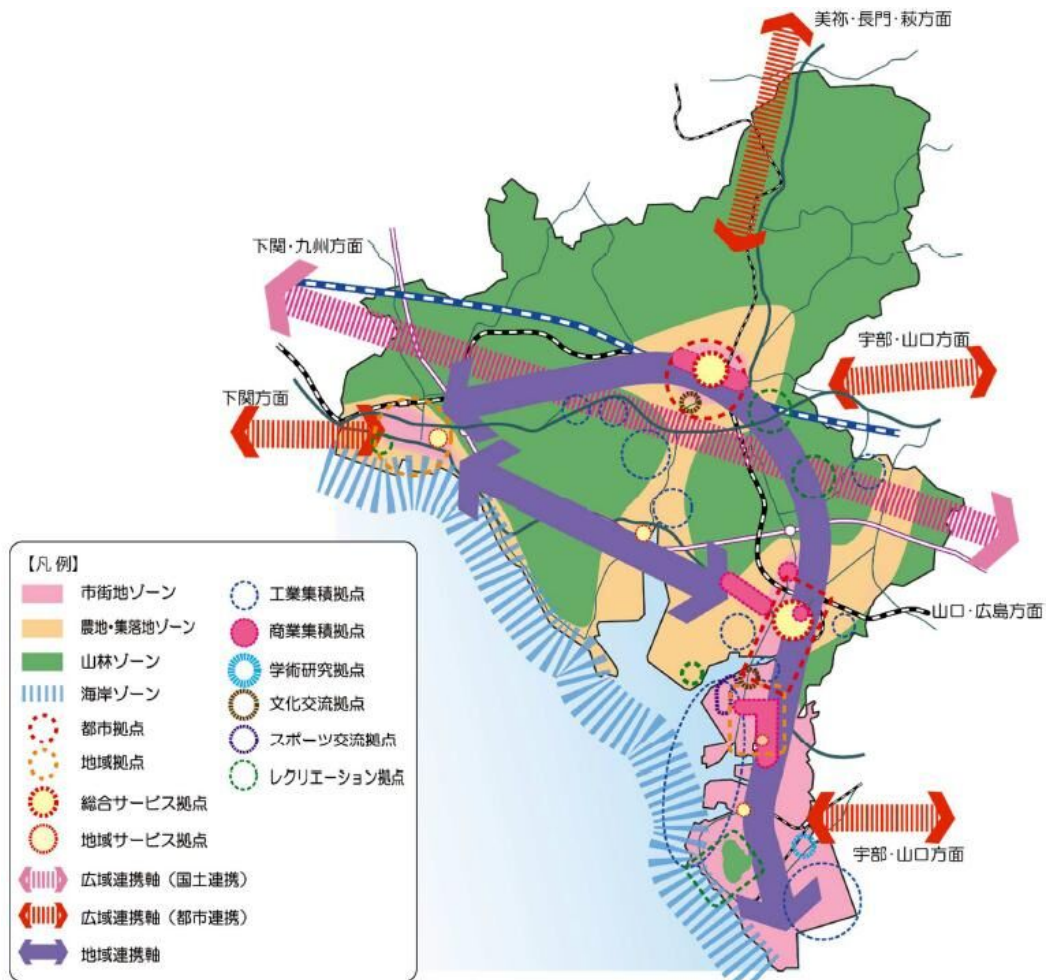 美祢・長門・萩方面
下関・九州方面
宇部・山口方面
下関方面
山口・広島方面
宇部・山口方面
【凡 例】
市街地ゾーン
農地・集落地ゾーン
山林ゾーン
海岸ゾーン
都市拠点
地域拠点
総合サービス拠点
地域サービス拠点
広域連携軸（国土連携）
広域連携軸（都市連携）
地域連携軸
工業集積拠点
商業集積拠点
学術研究拠点
文化交流拠点
スポーツ交流拠点
レクリエーション拠点